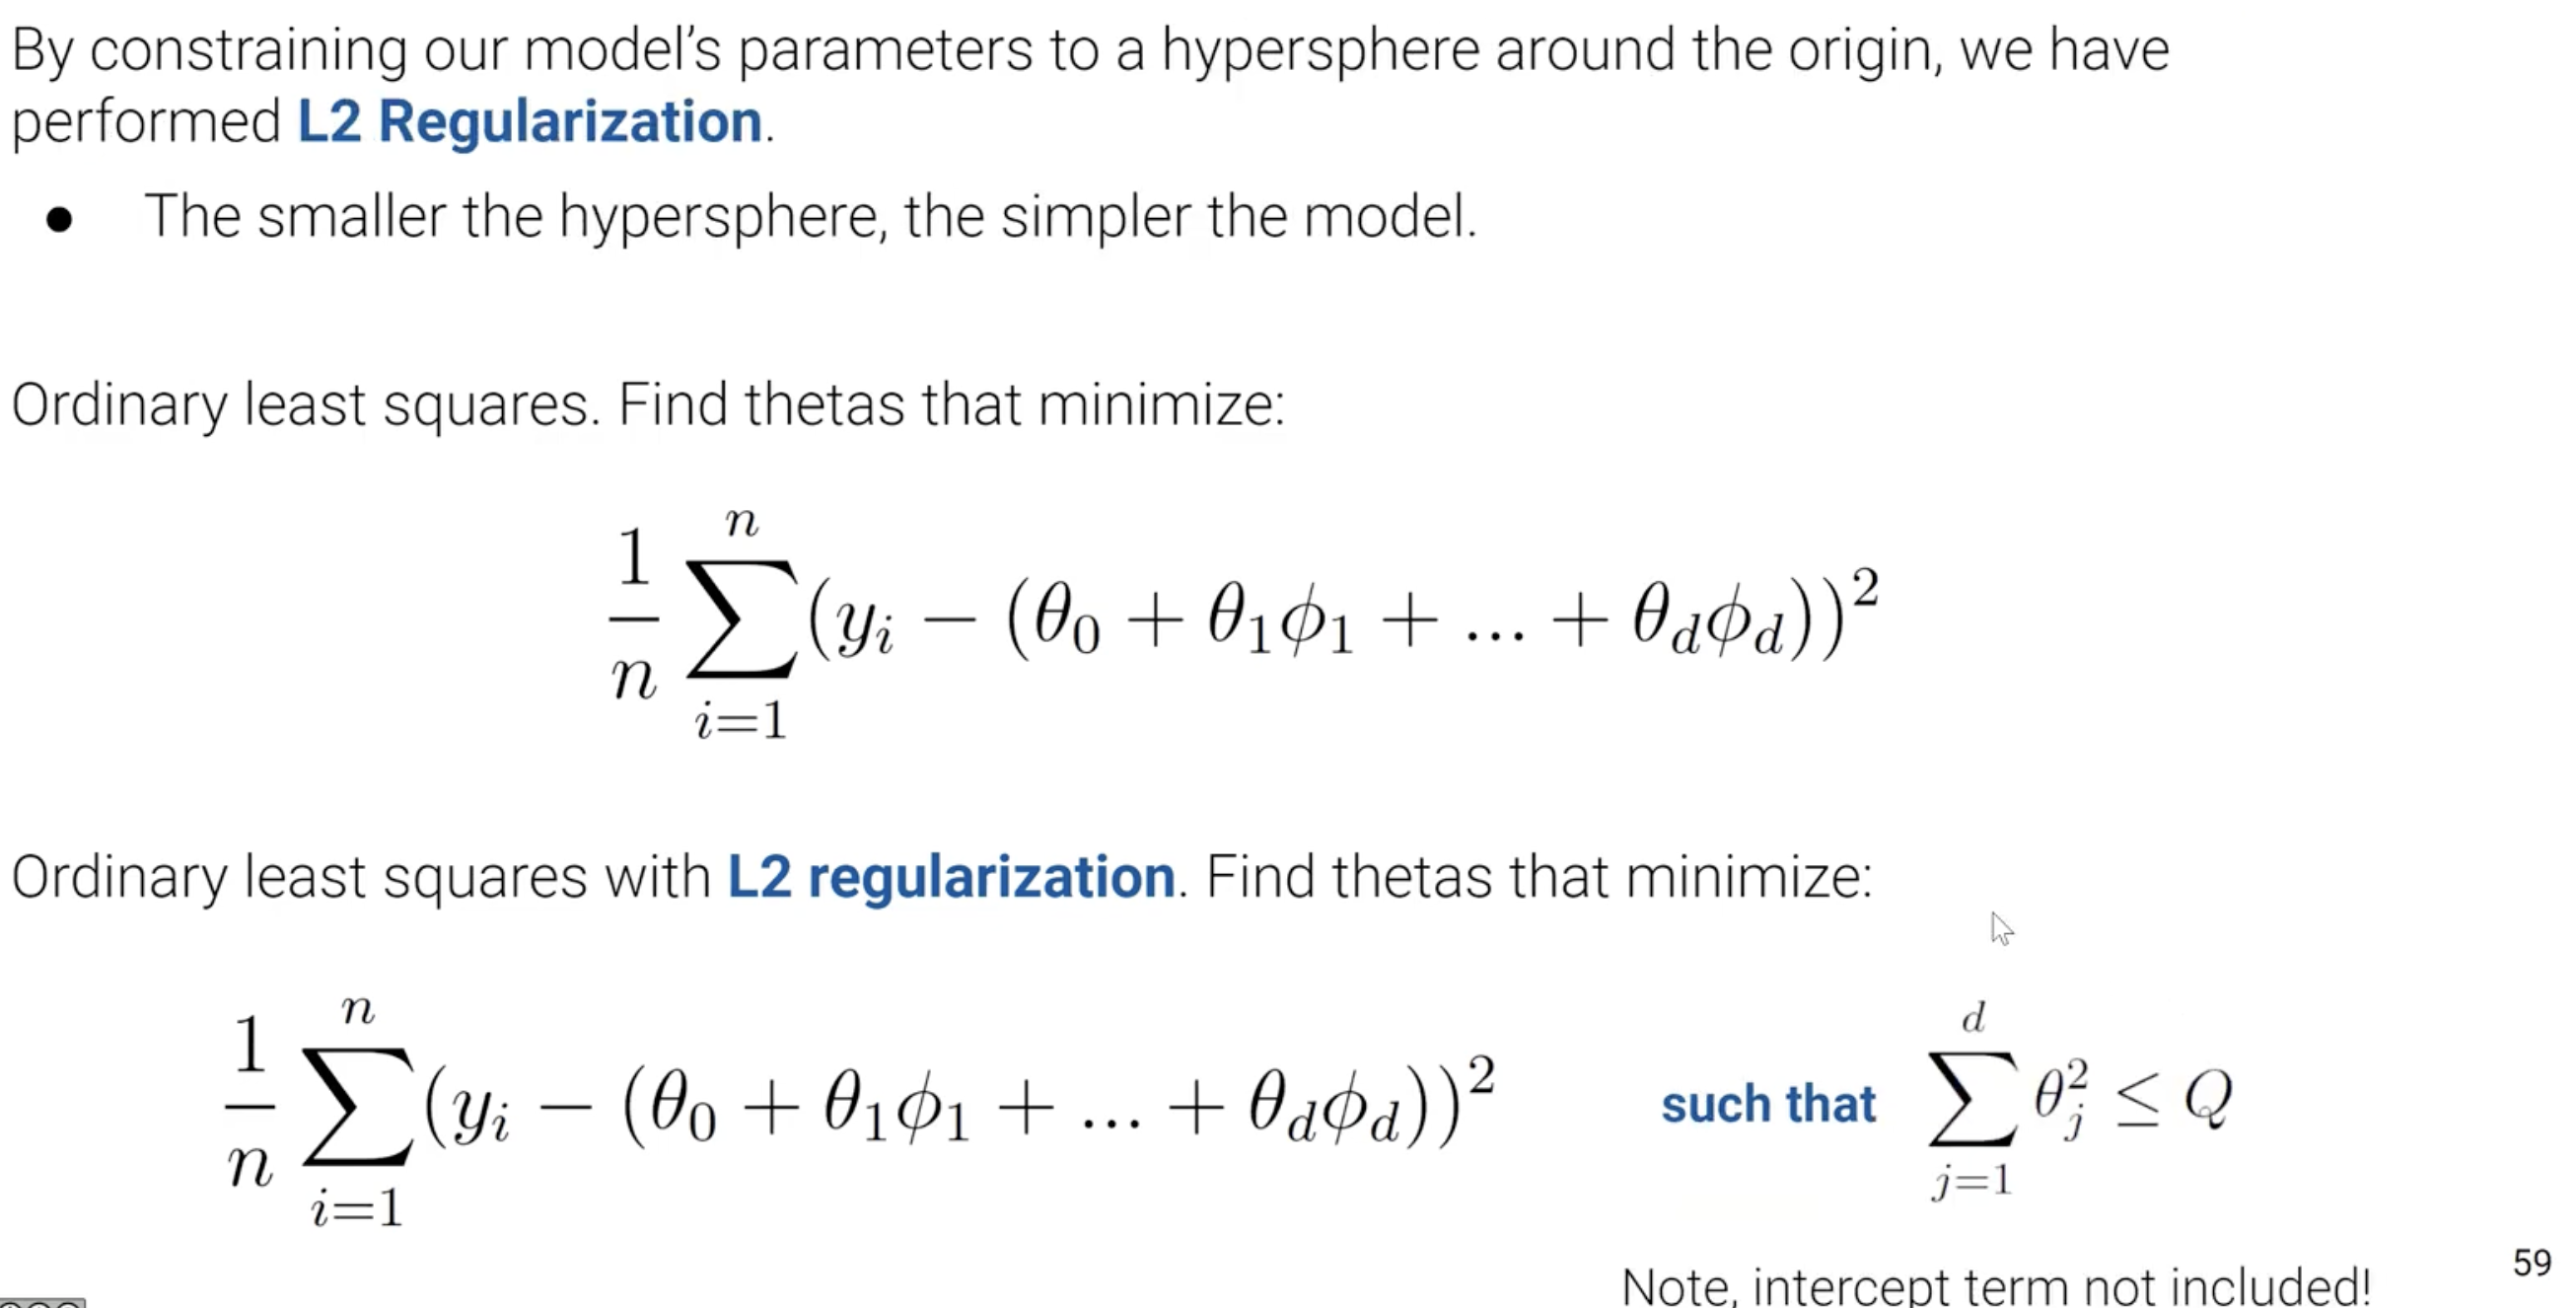 By constraining our model's parameters to a hypersphere around the origin, we have
performed L2 Regularization.
● The smaller the hypersphere, the simpler the model.
Ordinary least squares. Find thetas that minimize:
\frac{1}{n} \sum_{i=1}^{n} (y_i - (\theta_0 + \theta_1\phi_1 + ... + \theta_d\phi_d))^2
Ordinary least squares with L2 regularization. Find thetas that minimize:
\frac{1}{n} \sum_{i=1}^{n} (y_i - (\theta_0 + \theta_1\phi_1 + ... + \theta_d\phi_d))^2 such that \sum_{j=1}^{d} \theta_j^2 \leq Q
Note, intercept term not included!
59